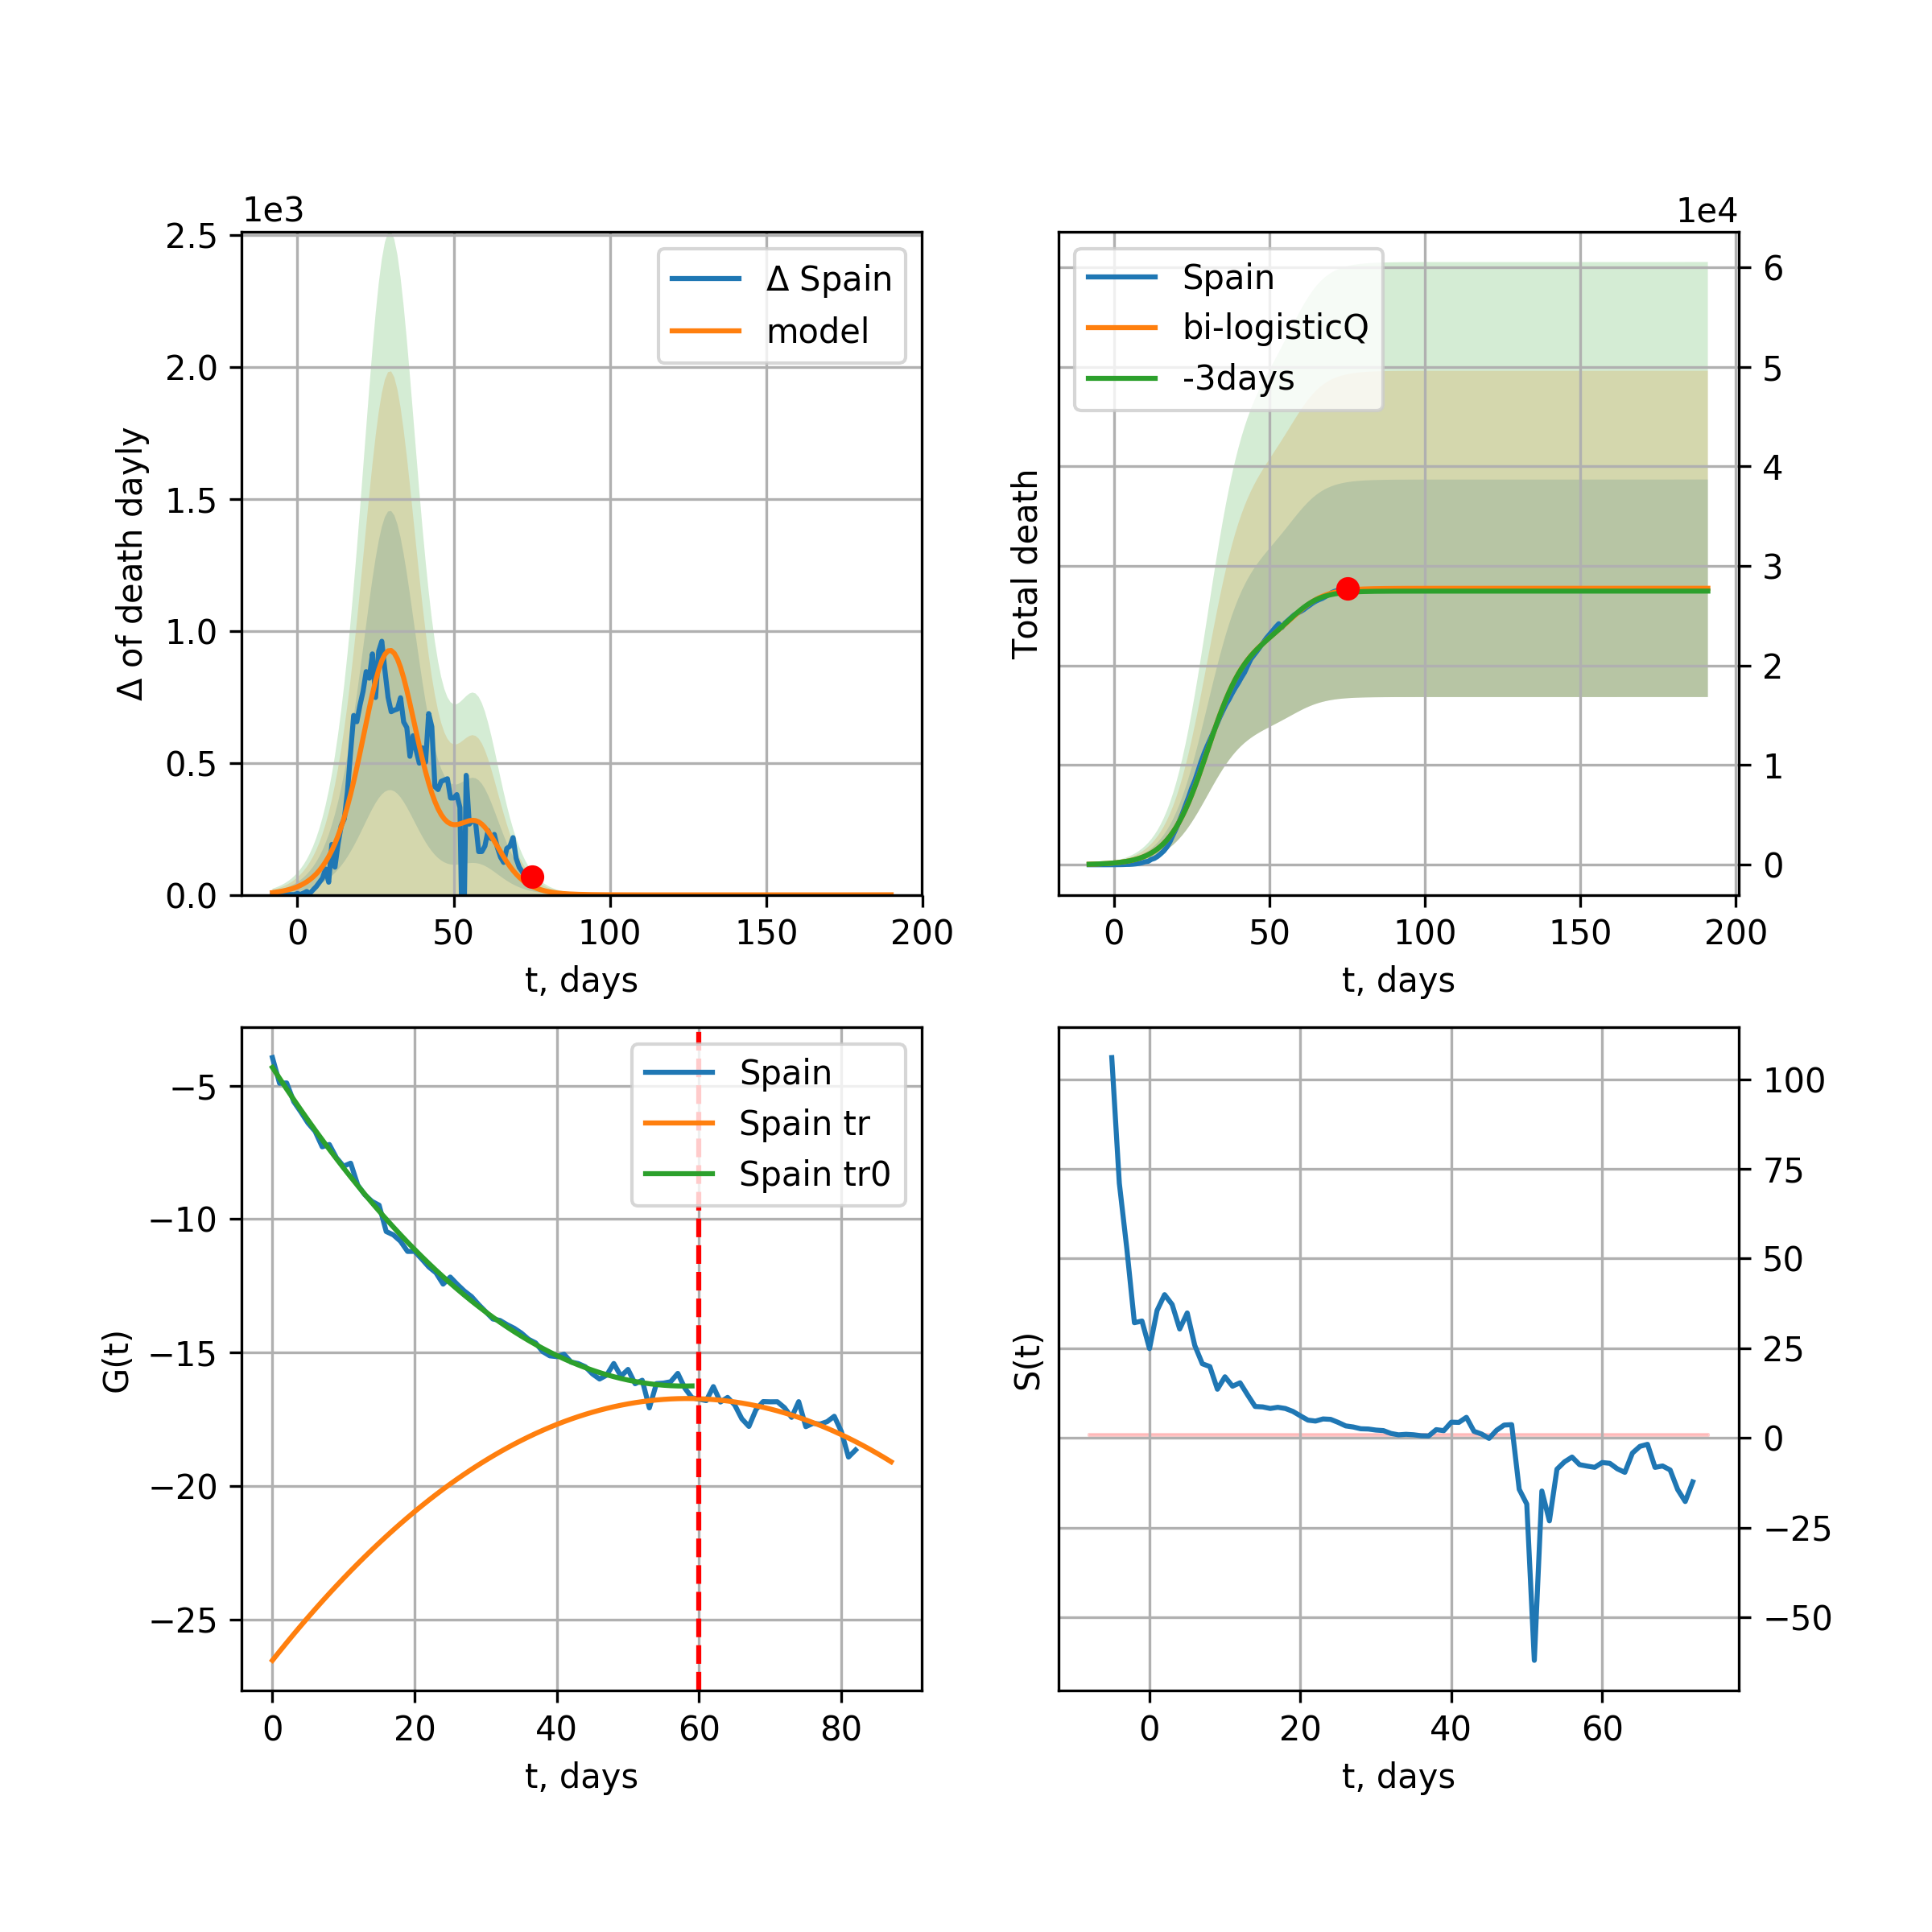 1e3
2.5
2.0
1.5
1.0
0.5
0.0
Δ of death dayly
Δ Spain
model
0 50 100 150 200
t, days
1e4
Spain
bi-logisticQ
-3days
Total death
6
5
4
3
2
1
0
0 50 100 150 200
t, days
−5
−10
−15
−20
−25
G(t)
Spain
Spain tr
Spain tr0
0 20 40 60 80
t, days
S(t)
100
75
50
25
0
−25
−50
0 20 40 60
t, days